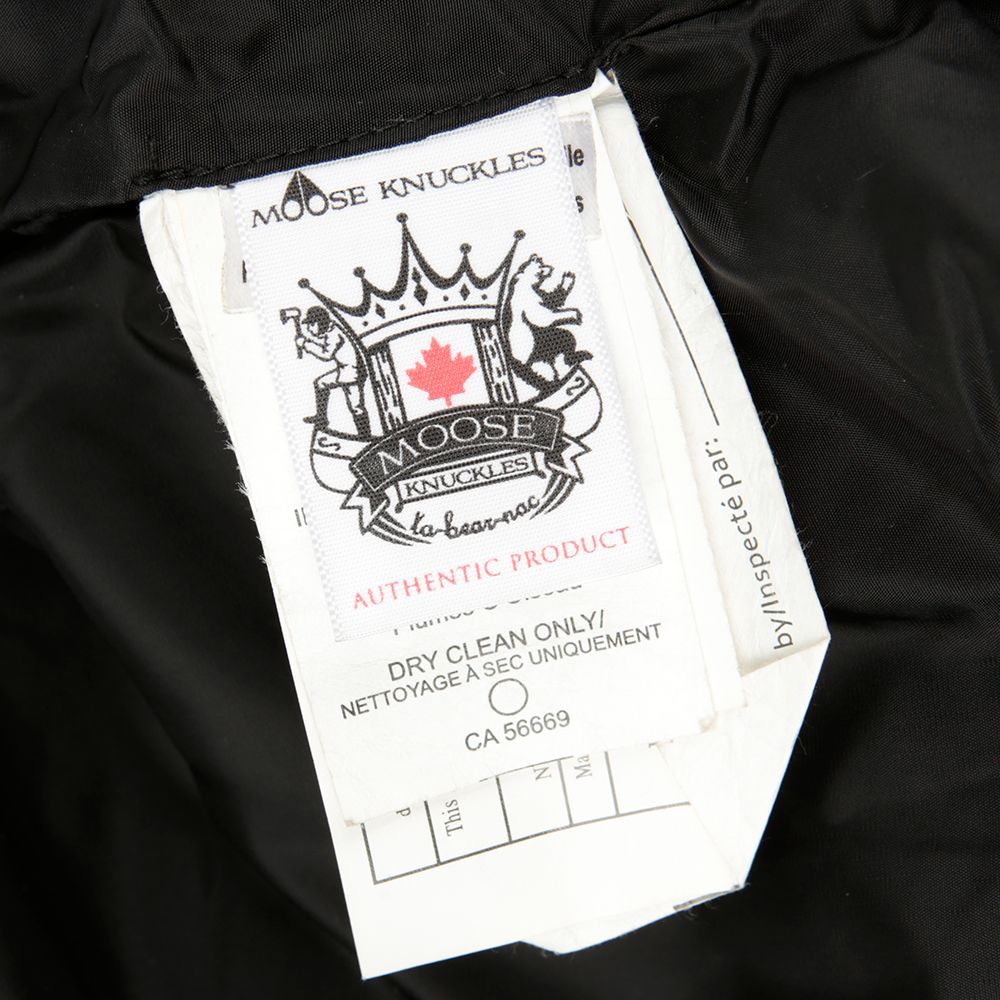 MOOSE KNUCKLES
MOOSE
KNUCKLES
ta-bear-nac
AUTHENTIC PRODUCT
DRY CLEAN ONLY/
NETTOYAGE À SEC UNIQUEMENT
CA 56669
This
by/Inspecté par: